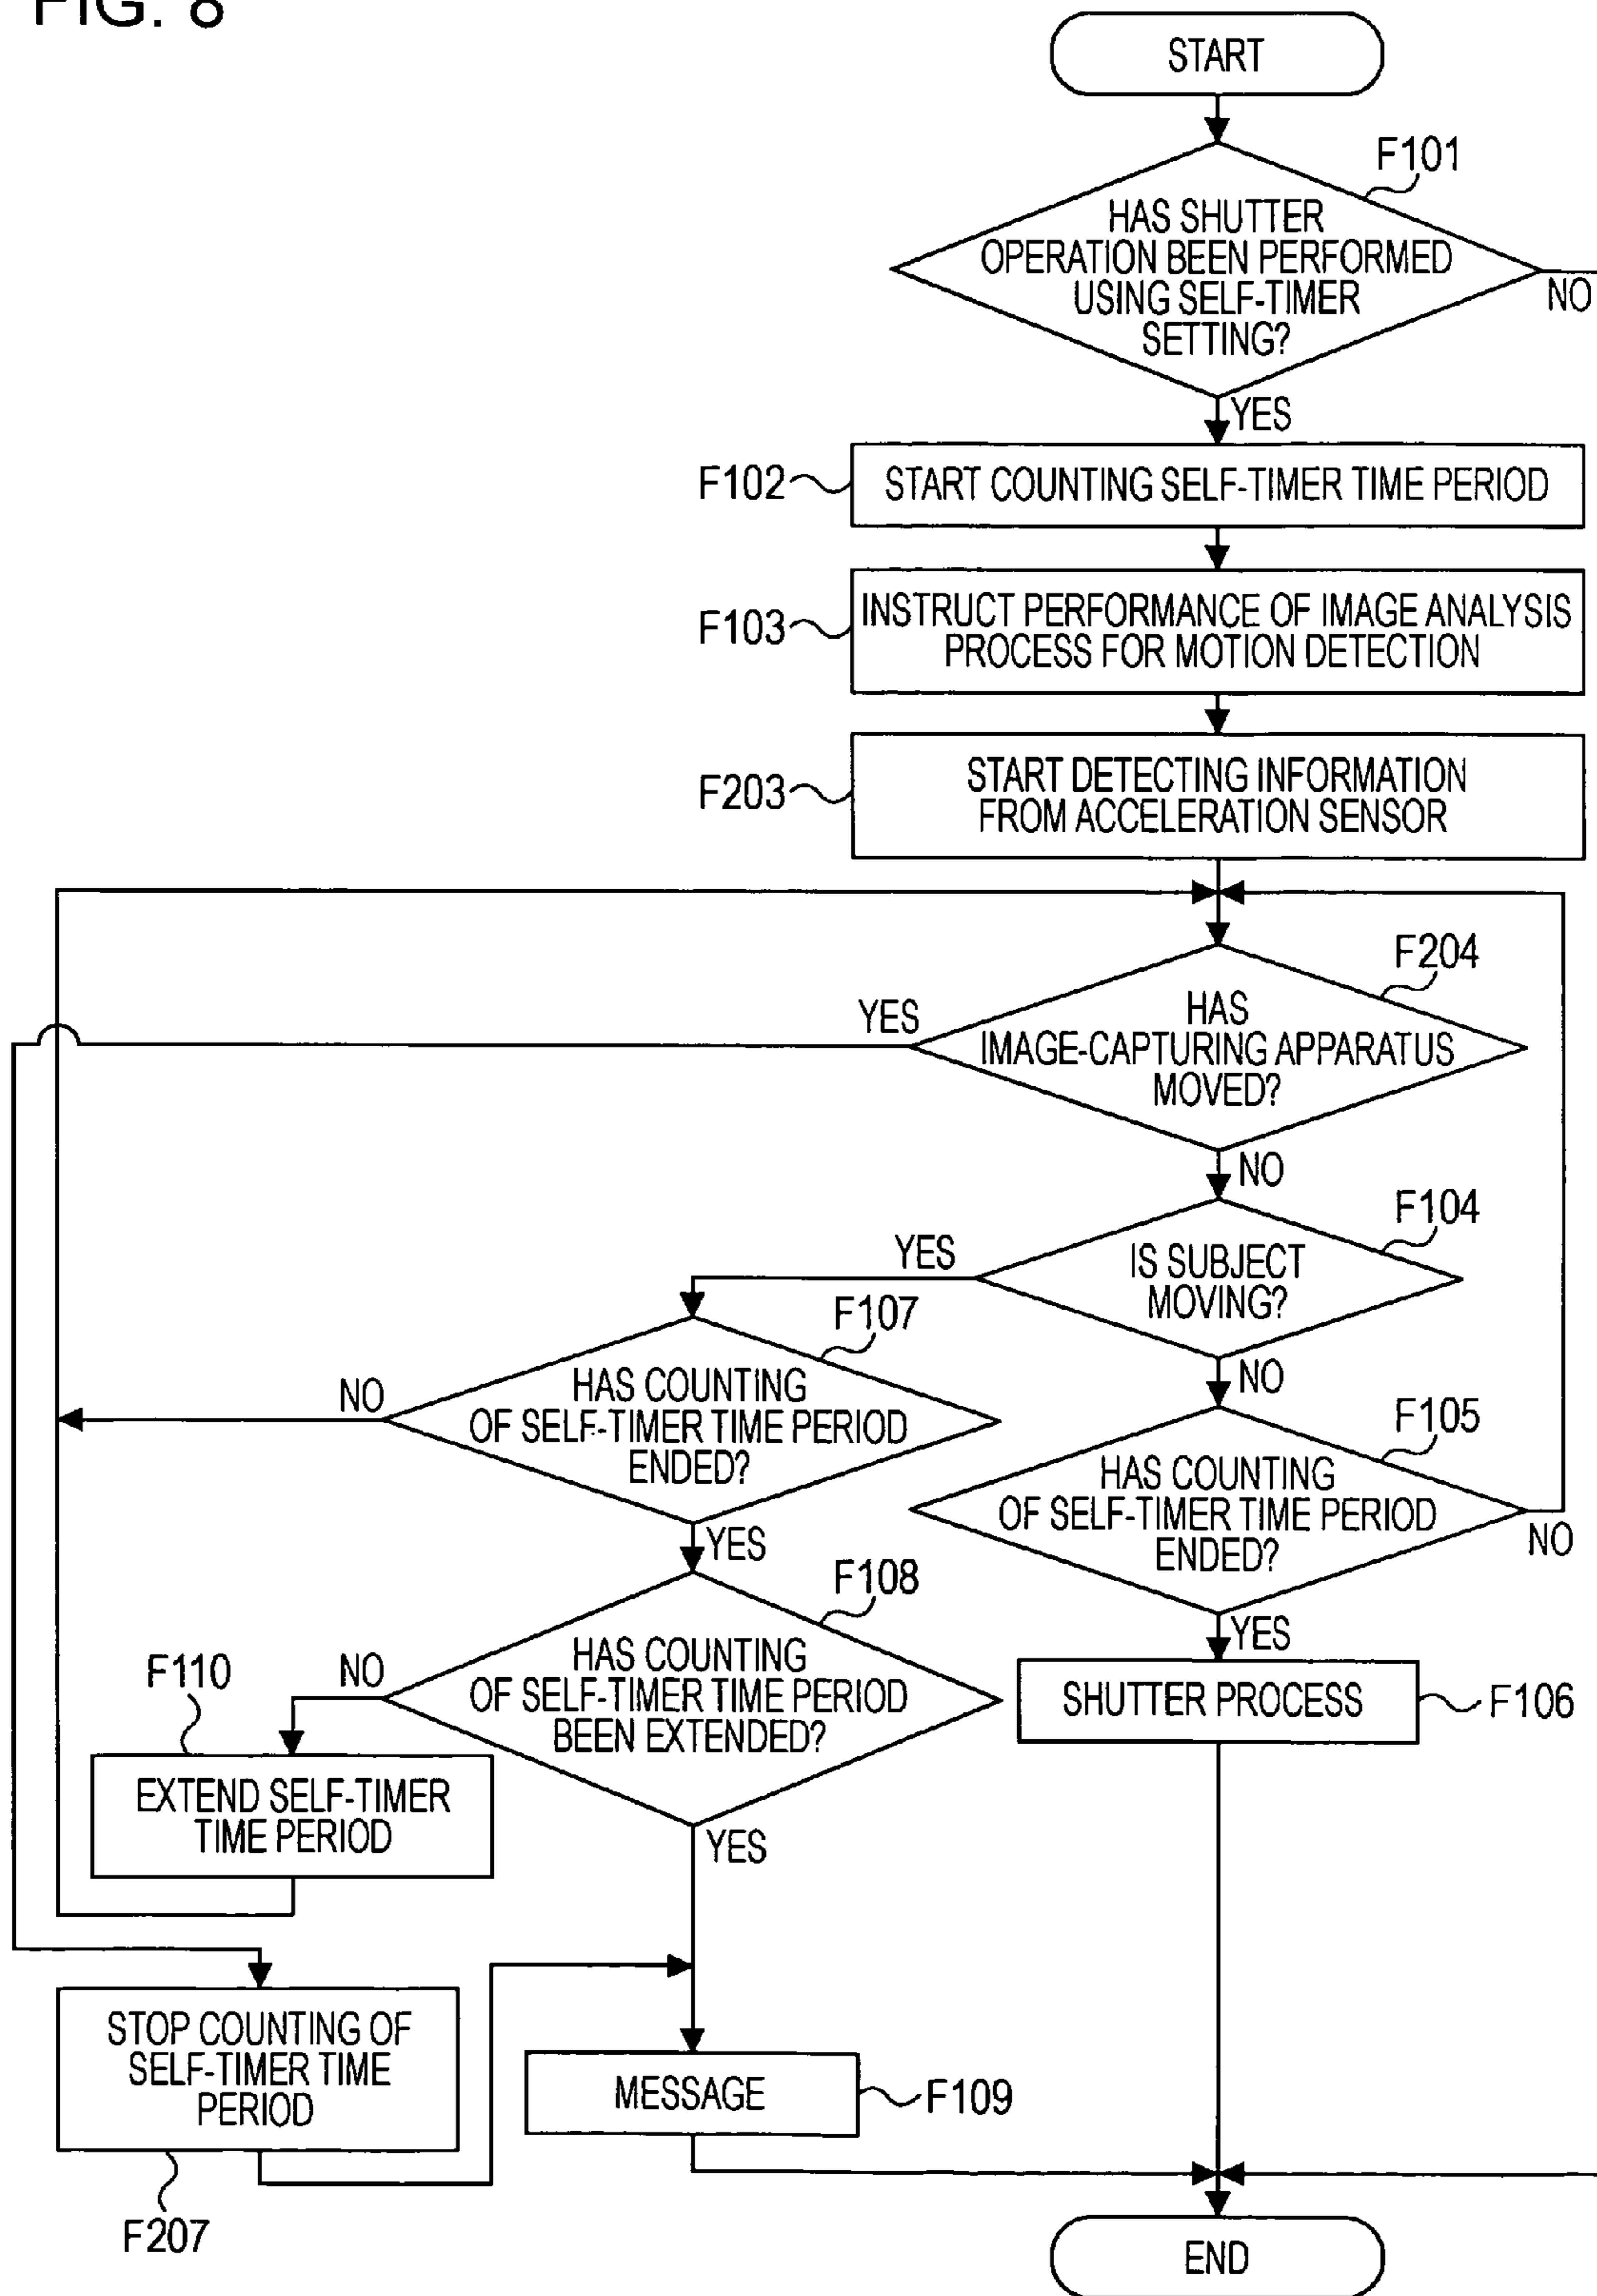 FIG. 8
START
F101
HAS SHUTTER
OPERATION BEEN PERFORMED
USING SELF-TIMER
SETTING?
NO
YES
F102
START COUNTING SELF-TIMER TIME PERIOD
F103
INSTRUCT PERFORMANCE OF IMAGE ANALYSIS
PROCESS FOR MOTION DETECTION
F203
START DETECTING INFORMATION
FROM ACCELERATION SENSOR
F204
YES
HAS
IMAGE-CAPTURING APPARATUS
MOVED?
NO
F104
YES
IS SUBJECT
MOVING?
NO
F107
NO
HAS COUNTING
OF SELF-TIMER TIME PERIOD
ENDED?
YES
F105
HAS COUNTING
OF SELF-TIMER TIME PERIOD
ENDED?
NO
YES
F108
HAS COUNTING
OF SELF-TIMER TIME PERIOD
BEEN EXTENDED?
NO
YES
F110
EXTEND SELF-TIMER
TIME PERIOD
SHUTTER PROCESS
F106
STOP COUNTING OF
SELF-TIMER TIME
PERIOD
F207
MESSAGE
F109
END